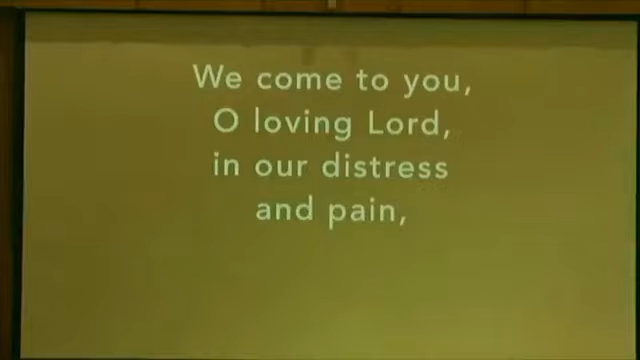 We come to you,
O loving Lord,
in our distress
and pain,